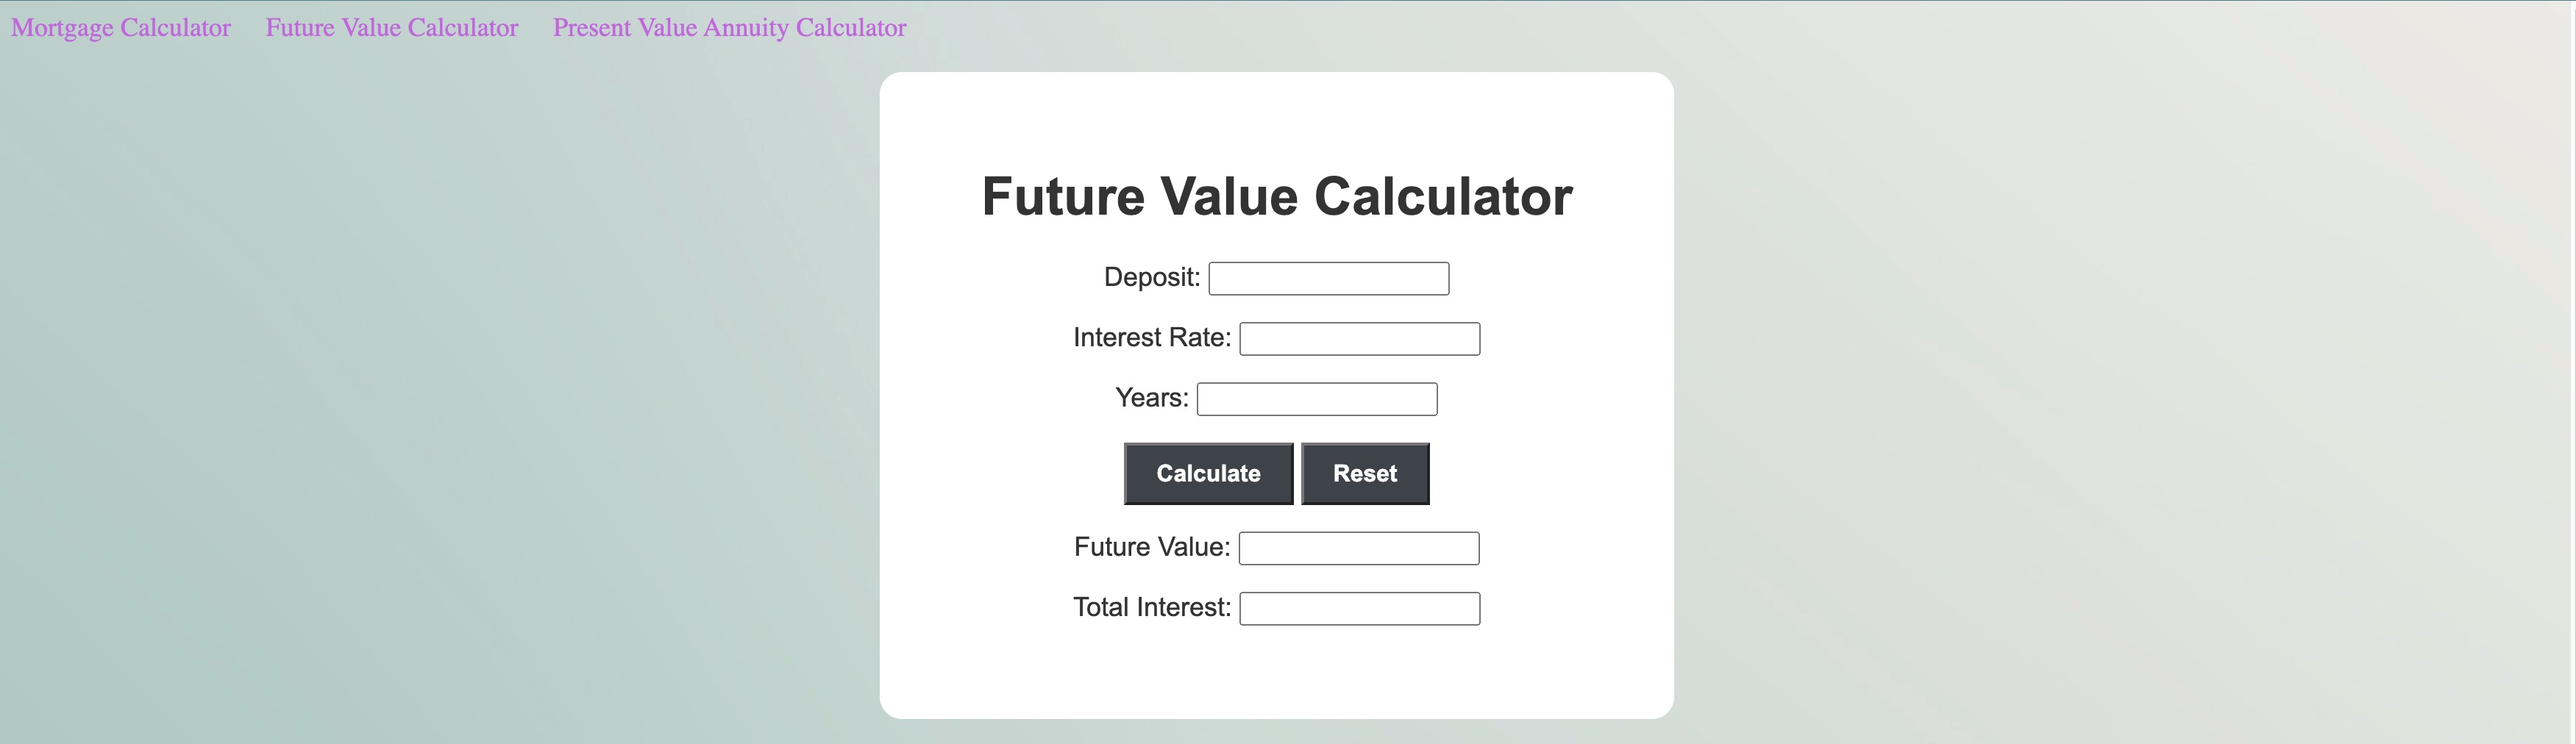 Mortgage Calculator Future Value Calculator Present Value Annuity Calculator
Future Value Calculator
Deposit:
Interest Rate:
Years:
Calculate Reset
Future Value:
Total Interest: